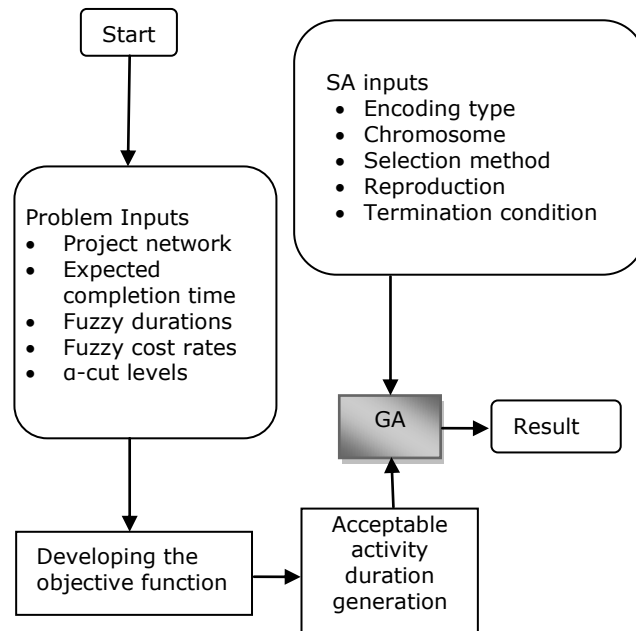 Start
SA inputs
• Encoding type
• Chromosome
• Selection method
• Reproduction
• Termination condition
Problem Inputs
• Project network
• Expected
completion time
• Fuzzy durations
• Fuzzy cost rates
• α-cut levels
GA
Result
Developing the
objective function
Acceptable
activity
duration
generation